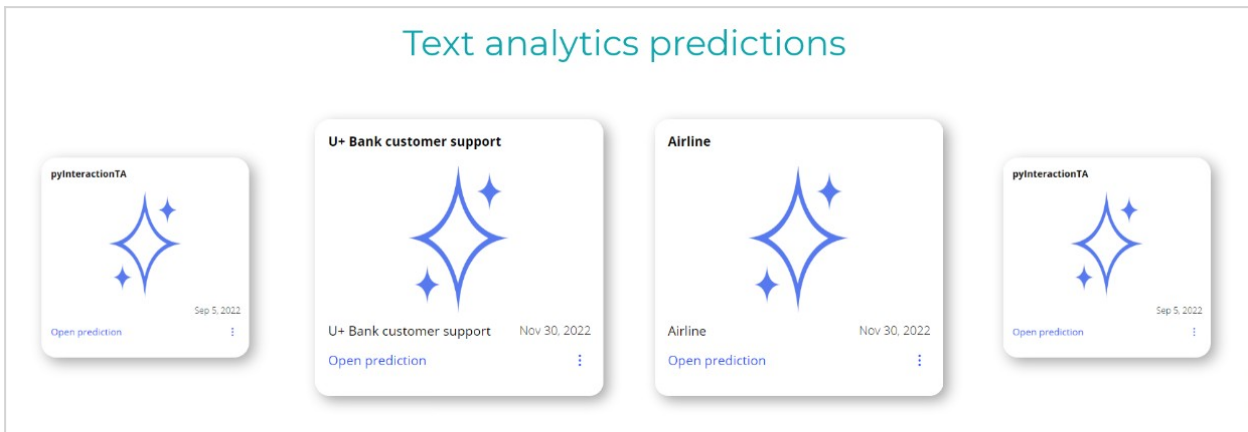 Text analytics predictions
pyInteractionTA
Sep 5, 2022
Open prediction
U+ Bank customer support
U+ Bank customer support Nov 30, 2022
Open prediction
Airline
Airline Nov 30, 2022
Open prediction
pyInteractionTA
Sep 5, 2022
Open prediction